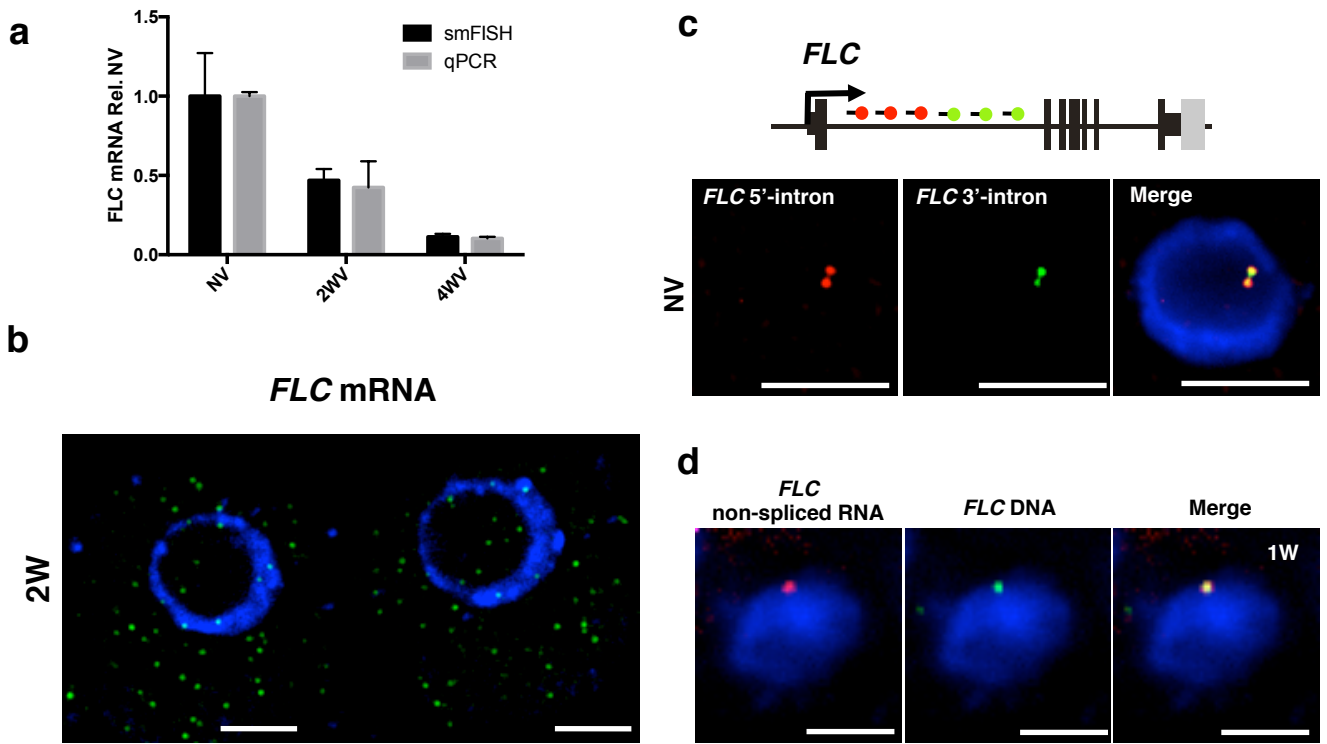 a
FLC mRNA Rel. NV
1.5
1.0
0.5
0.0
NV
2WV
4WV
smFISH
qPCR
b
FLC mRNA
2W
c
FLC
NV
FLC 5’-intron
FLC 3’-intron
Merge
d
FLC
non-spliced RNA
FLC DNA
Merge
1W